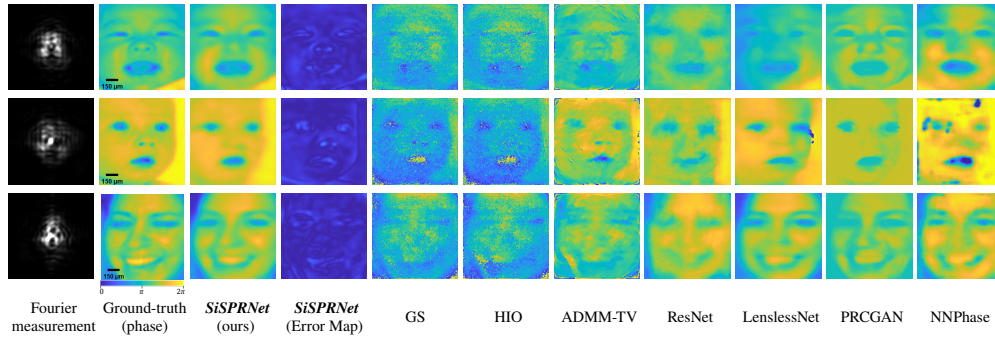 150 μm
150 μm
150 μm
0 π 2π
Fourier measurement
Ground-truth (phase)
SiSPRNet (ours)
SiSPRNet (Error Map)
GS
HIO
ADMM-TV
ResNet
LenslessNet
PRCGAN
NNPhase